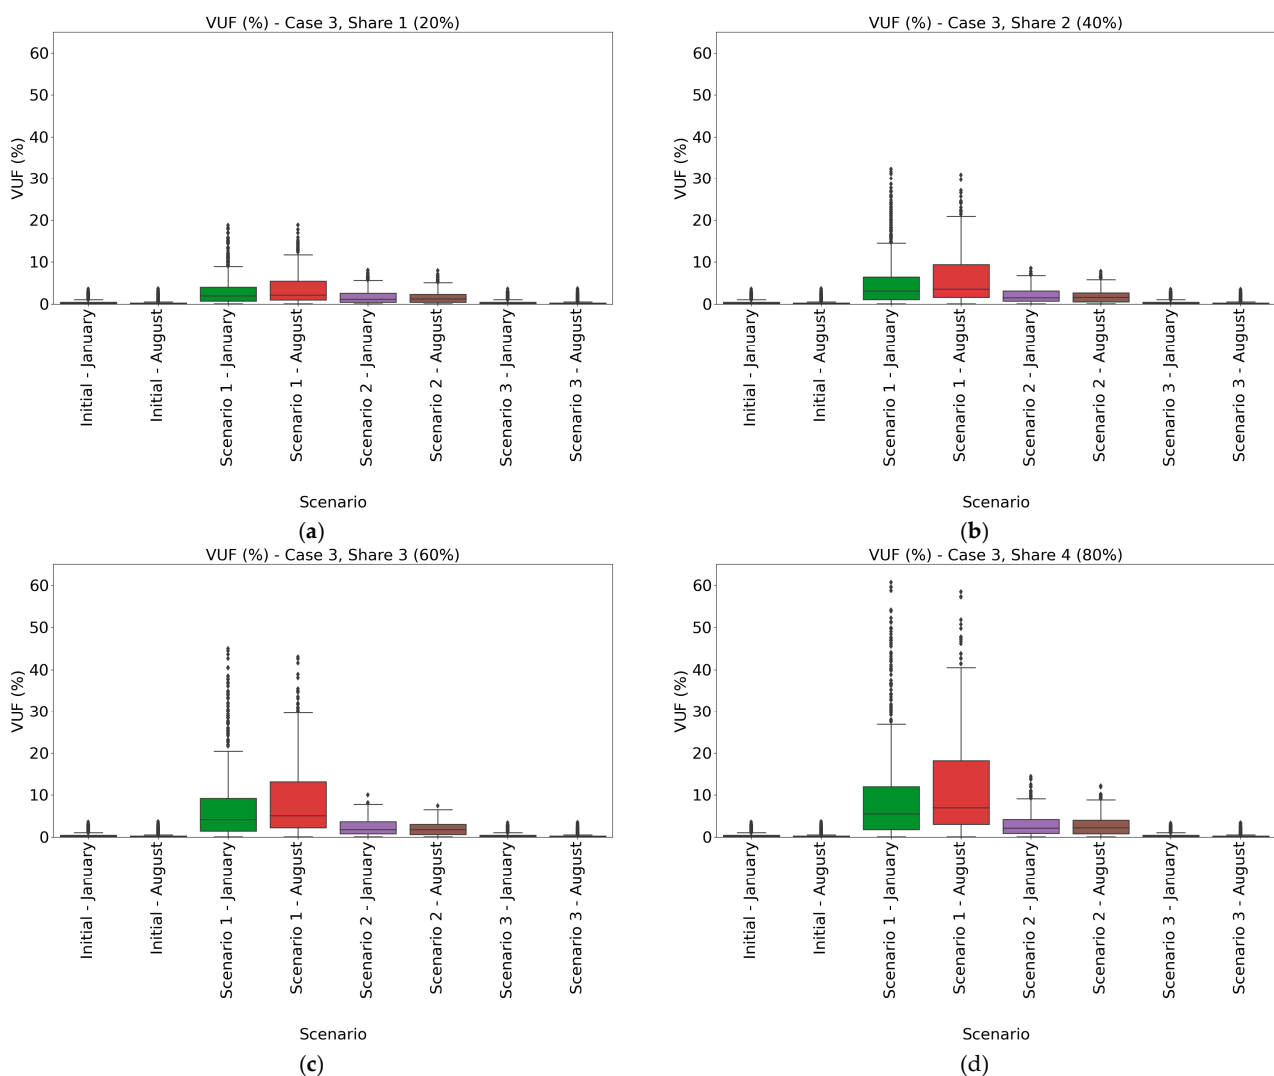 VUF (%) - Case 3, Share 1 (20%)
VUF (%)
60
50
40
30
20
10
0
Initial - January
Initial - August
Scenario 1 - January
Scenario 1 - August
Scenario 2 - January
Scenario 2 - August
Scenario 3 - January
Scenario 3 - August
Scenario
(a)
VUF (%) - Case 3, Share 2 (40%)
VUF (%)
60
50
40
30
20
10
0
Initial - January
Initial - August
Scenario 1 - January
Scenario 1 - August
Scenario 2 - January
Scenario 2 - August
Scenario 3 - January
Scenario 3 - August
Scenario
(b)
VUF (%) - Case 3, Share 3 (60%)
VUF (%)
60
50
40
30
20
10
0
Initial - January
Initial - August
Scenario 1 - January
Scenario 1 - August
Scenario 2 - January
Scenario 2 - August
Scenario 3 - January
Scenario 3 - August
Scenario
(c)
VUF (%) - Case 3, Share 4 (80%)
VUF (%)
60
50
40
30
20
10
0
Initial - January
Initial - August
Scenario 1 - January
Scenario 1 - August
Scenario 2 - January
Scenario 2 - August
Scenario 3 - January
Scenario 3 - August
Scenario
(d)